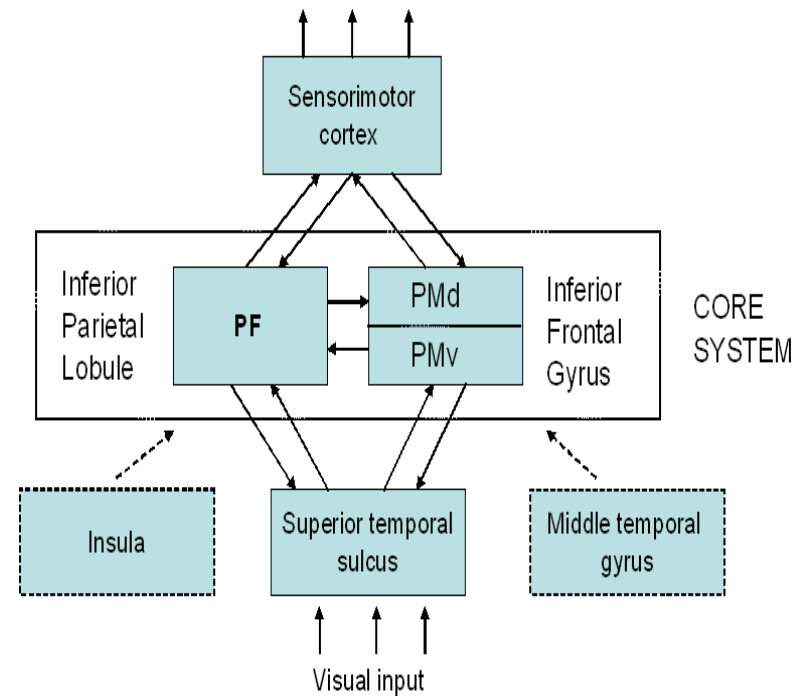 Sensorimotor
cortex
Inferior
Parietal
Lobule
PF
PMd
PMv
Inferior
Frontal
Gyrus
CORE
SYSTEM
Insula
Superior temporal
sulcus
Middle temporal
gyrus
Visual input